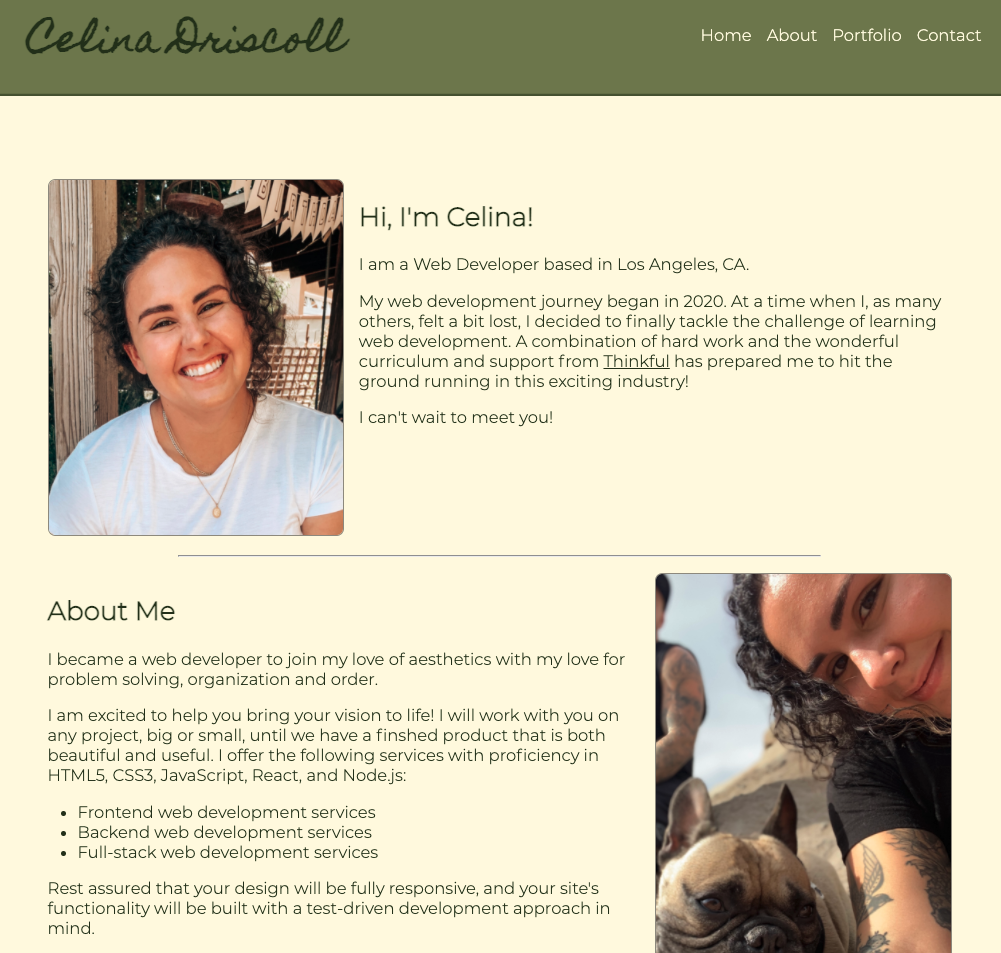 Celina Driscoll
Home About Portfolio Contact
Hi, I'm Celina!
I am a Web Developer based in Los Angeles, CA.
My web development journey began in 2020. At a time when I, as many
others, felt a bit lost, I decided to finally tackle the challenge of learning
web development. A combination of hard work and the wonderful
curriculum and support from Thinkful has prepared me to hit the
ground running in this exciting industry!
I can't wait to meet you!
About Me
I became a web developer to join my love of aesthetics with my love for
problem solving, organization and order.
I am excited to help you bring your vision to life! I will work with you on
any project, big or small, until we have a finshed product that is both
beautiful and useful. I offer the following services with proficiency in
HTML5, CSS3, JavaScript, React, and Node.js:
• Frontend web development services
• Backend web development services
• Full-stack web development services
Rest assured that your design will be fully responsive, and your site's
functionality will be built with a test-driven development approach in
mind.